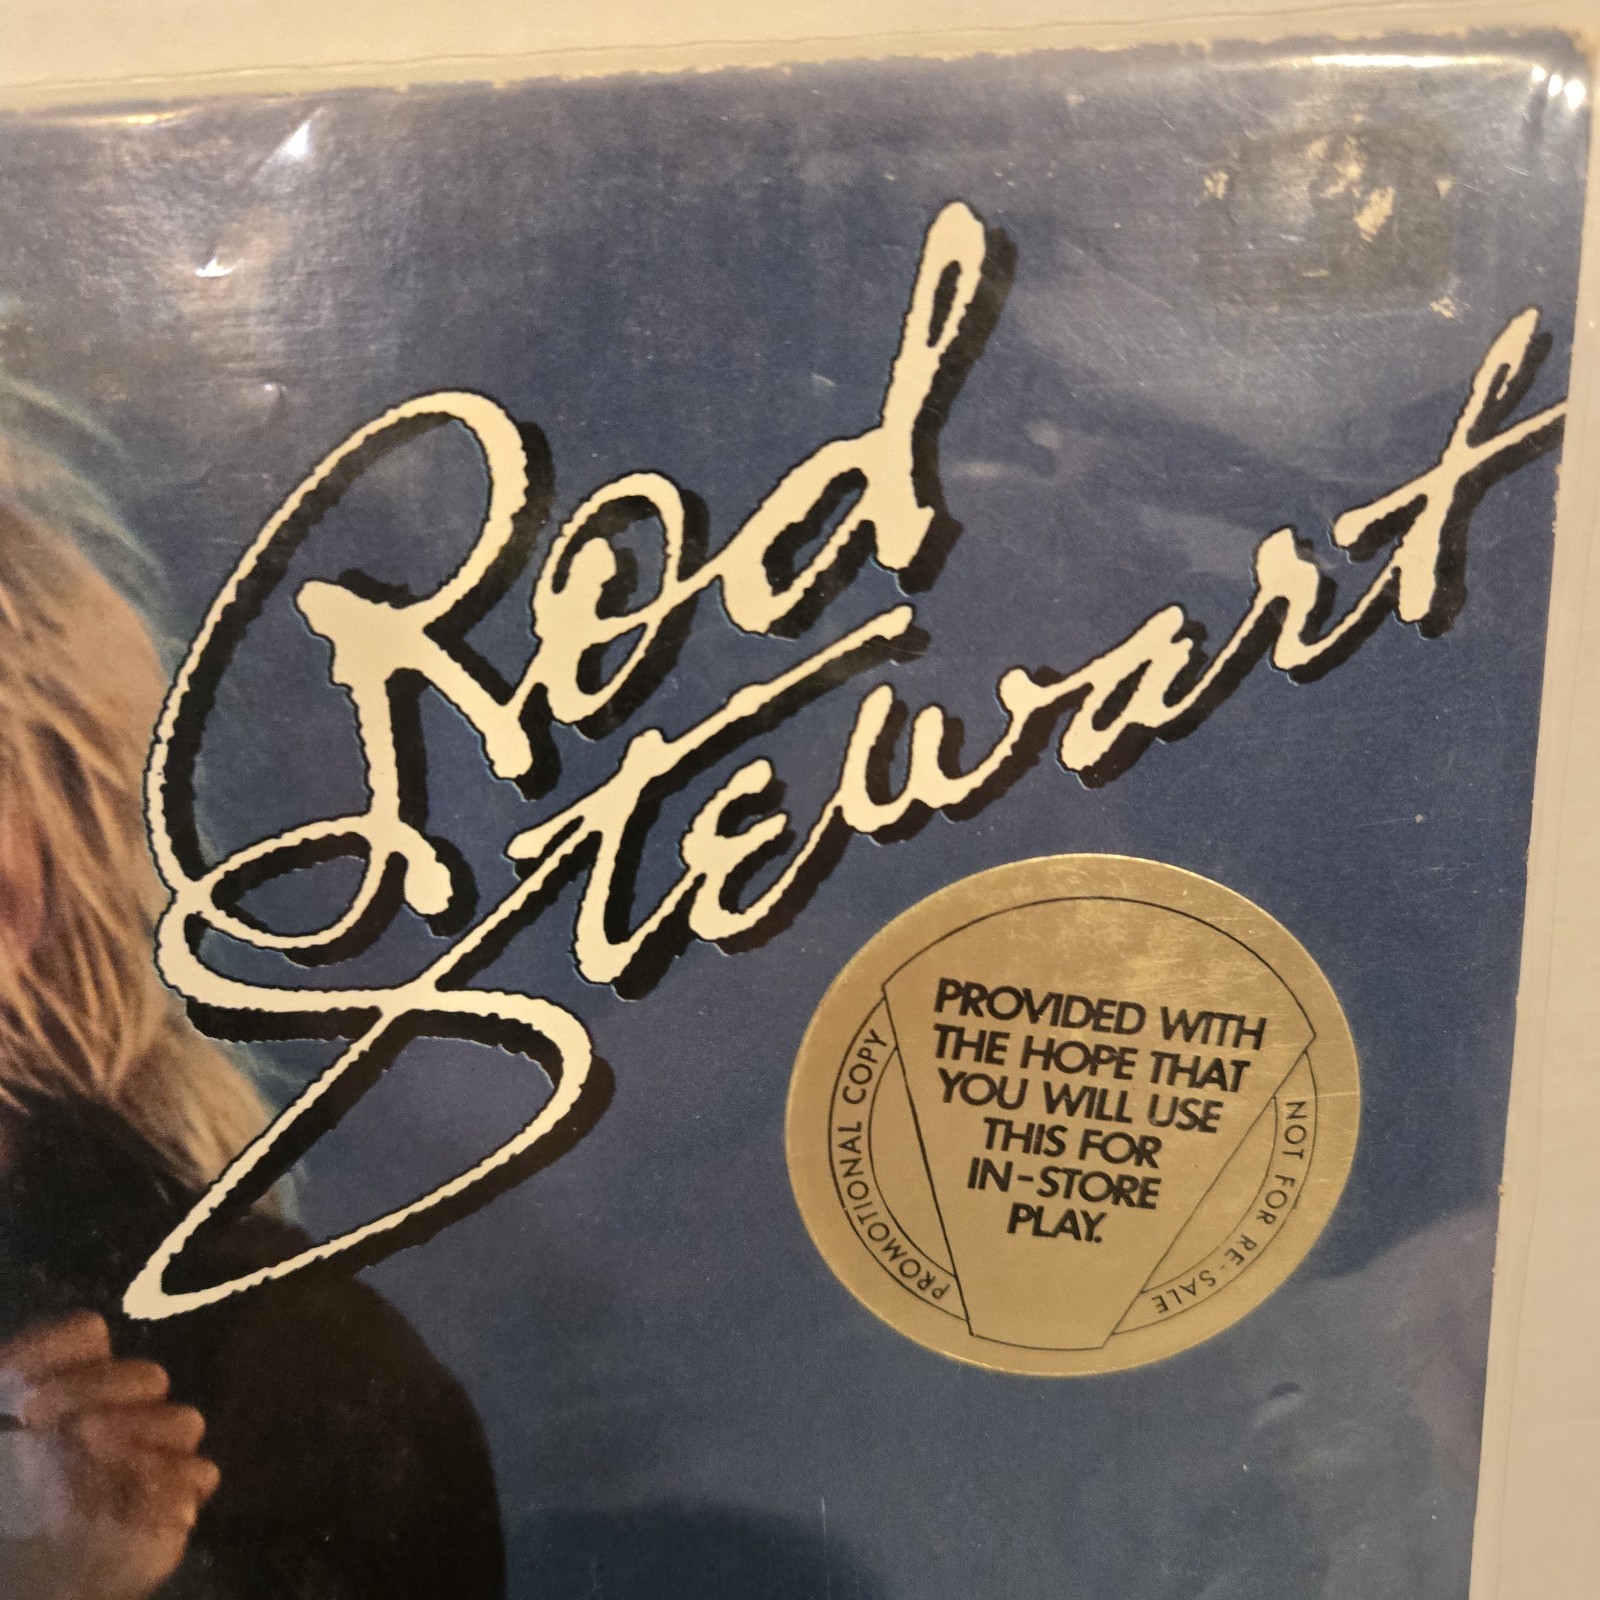 Rod
Stewart
PROVIDED WITH
THE HOPE THAT
YOU WILL USE
THIS FOR
IN-STORE
PLAY.
PROMOTIONAL COPY
NOT FOR RE-SALE